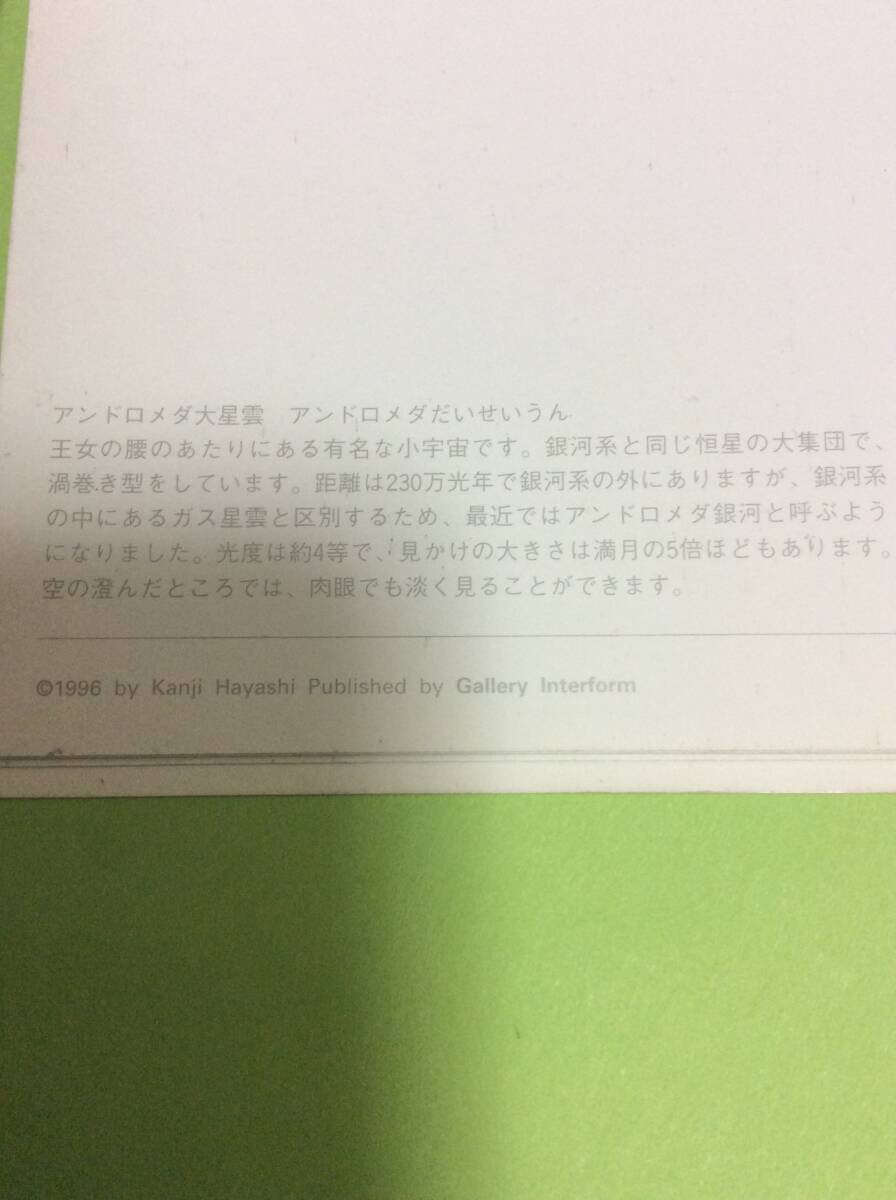 アンドロメダ大星雲　アンドロメダだいせいうん
王女の腰のあたりにある有名な小宇宙です。銀河系と同じ恒星の大集団で、
渦巻き型をしています。距離は230万光年で銀河系の外にありますが、銀河系
の中にあるガス星雲と区別するため、最近ではアンドロメダ銀河と呼ぶよう
になりました。光度は約4等で、見かけの大きさは満月の5倍ほどもあります。
空の澄んだところでは、肉眼でも淡く見ることができます。
©1996 by Kanji Hayashi Published by Gallery Interform